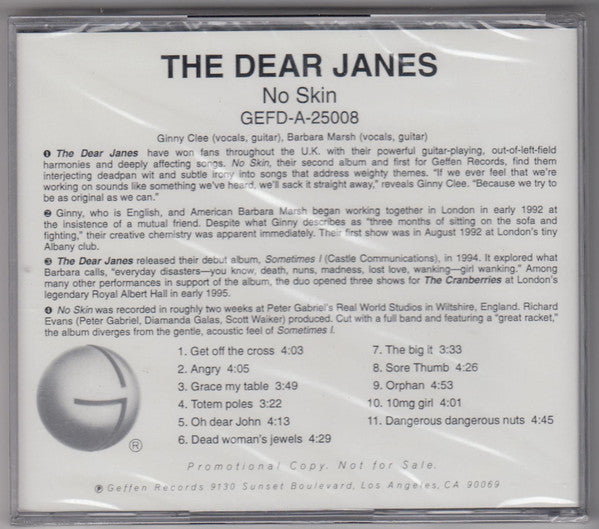 THE DEAR JANES
No Skin
GEFD-A-25008
Ginny Clee (vocals, guitar), Barbara Marsh (vocals, guitar)
❶ The Dear Janes have won fans throughout the U.K. with their powerful guitar-playing, out-of-left-field
harmonies and deeply affecting songs. No Skin, their second album and first for Geffen Records, find them
interjecting deadpan wit and subtle irony into songs that address weighty themes. "If we ever feel that we're
working on sounds like something we've heard, we'll sack it straight away," reveals Ginny Clee. "Because we try to
be as original as we can."
❷ Ginny, who is English, and American Barbara Marsh began working together in London in early 1992 at
the insistence of a mutual friend. Despite what Ginny describes as "three months of sitting on the sofa and
fighting," their creative chemistry was apparent immediately. Their first show was in August 1992 at London's tiny
Albany club.
❸ The Dear Janes released their debut album, Sometimes I (Castle Communications), in 1994. It explored what
Barbara calls, "everyday disasters—you know, death, nuns, madness, lost love, wanking—girl wanking." Among
many other performances in support of the album, the duo opened three shows for The Cranberries at London's
legendary Royal Albert Hall in early 1995.
❹ No Skin was recorded in roughly two weeks at Peter Gabriel's Real World Studios in Wiltshire, England. Richard
Evans (Peter Gabriel, Diamanda Galas, Scott Walker) produced. Cut with a full band and featuring a "great racket,"
the album diverges from the gentle, acoustic feel of Sometimes I.
1. Get off the cross 4:03
2. Angry 4:05
3. Grace my table 3:49
4. Totem poles 3:22
5. Oh dear John 4:13
6. Dead woman's jewels 4:29
7. The big it 3:33
8. Sore Thumb 4:26
9. Orphan 4:53
10. 10mg girl 4:01
11. Dangerous dangerous nuts 4:45
®
Promotional Copy. Not for Sale.
℗ Geffen Records 9130 Sunset Boulevard, Los Angeles, CA 90069